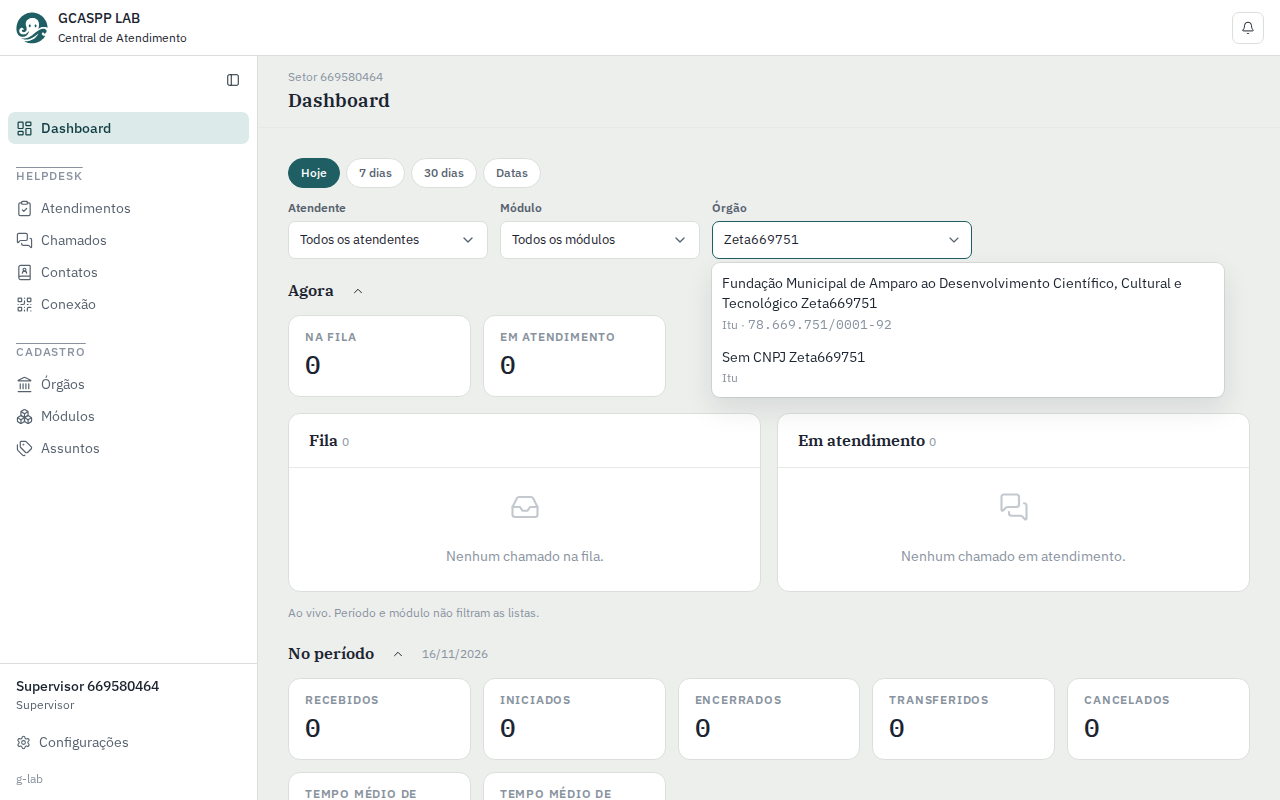 GCASPP LAB
Central de Atendimento
Dashboard
HELPDESK
Atendimentos
Chamados
Contatos
Conexão
CADASTRO
Órgãos
Módulos
Assuntos
Supervisor 669580464
Supervisor
Configurações
g-lab
Setor 669580464
Dashboard
Hoje
7 dias
30 dias
Datas
Atendente
Módulo
Órgão
Todos os atendentes
Todos os módulos
Zeta669751
Fundação Municipal de Amparo ao Desenvolvimento Científico, Cultural e
Tecnológico Zeta669751
Itu · 78.669.751/0001-92
Sem CNPJ Zeta669751
Itu
Agora
NA FILA
0
EM ATENDIMENTO
0
Fila 0
Nenhum chamado na fila.
Em atendimento 0
Nenhum chamado em atendimento.
Ao vivo. Período e módulo não filtram as listas.
No período
16/11/2026
RECEBIDOS
0
INICIADOS
0
ENCERRADOS
0
TRANSFERIDOS
0
CANCELADOS
0
TEMPO MÉDIO DE
TEMPO MÉDIO DE